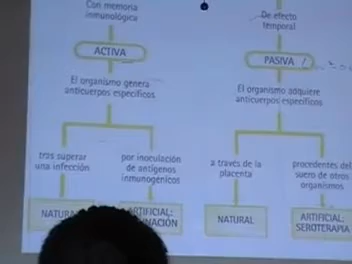 Con memoria
inmunológica
ACTIVA
El organismo genera
anticuerpos específicos
tras superar
una infección
por inoculación
de antígenos
inmunogénicos
ARTIFICIAL:
De efecto
temporal
PASIVA
El organismo adquiere
anticuerpos específicos
a través de la
placenta
procedentes del
suero de otros
organismos
NATURAL
ARTIFICIAL:
SEROTERAPIA